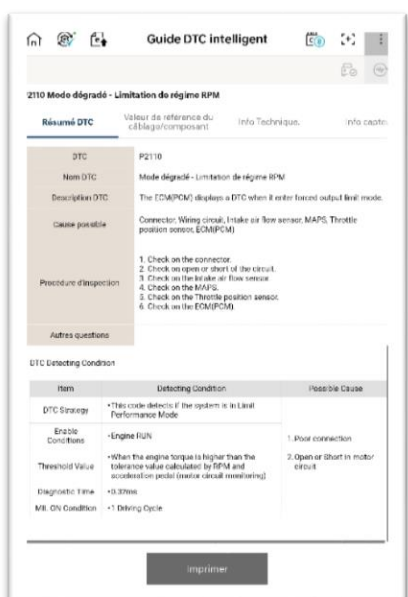 Guide DTC intelligent
P2110 Mode dégradé - Limitation de régime RPM
Résumé DTC
Valeur de référence du
câblage/composant
Info Technique.
Info capte
DTC
P2110
Nom DTC
Mode dégradé - Limitation de régime RPM
Description DTC
The ECM(PCM) displays a DTC when it enter forced output limit mode.
Cause possible
Connector, Wiring circuit, Intake air flow sensor, MAPS, Throttle
position sensor, ECM(PCM)
Procédure d'inspection
1. Check on the connector.
2. Check on open or short of the circuit.
3. Check on the intake air flow sensor
4. Check on the MAPS.
5. Check on the Throttle position sensor.
6. Check on the ECM(PCM).
Autres questions
DTC Detecting Condition
Item
Detecting Condition
Possible Cause
DTC Strategy
•This code detects if the system is in Limit
Performance Mode
Enable
Conditions
•Engine RUN
Threshold Value
•When the engine torque is higher than the
tolerance value calculated by RPM and
acceleration pedal (motor circuit monitoring)
Diagnostic Time
•0.32ms
MIL ON Condition
•1 Driving Cycle
1. Poor connection
2. Open or Short in motor
circuit
Imprimer